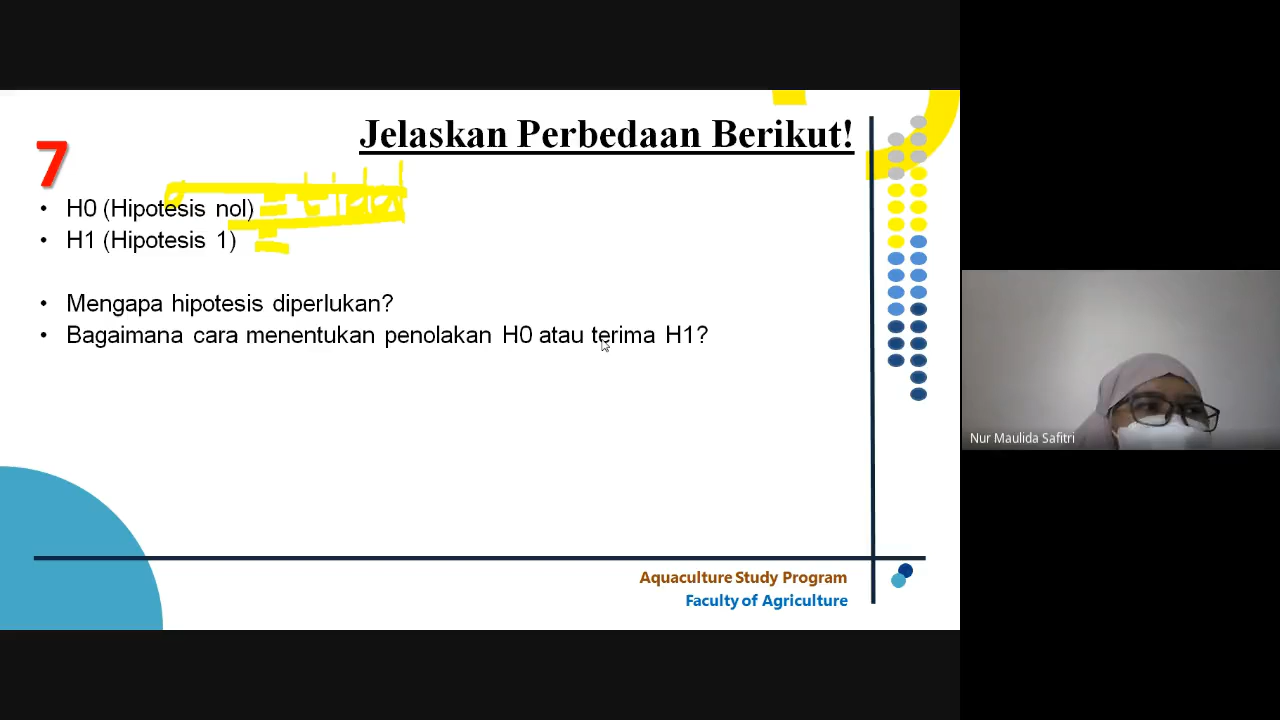 Jelaskan Perbedaan Berikut!
7
• H0 (Hipotesis nol) =
• H1 (Hipotesis 1) =
• Mengapa hipotesis diperlukan?
• Bagaimana cara menentukan penolakan H0 atau terima H1?
Nur Maulida Safitri
Aquaculture Study Program
Faculty of Agriculture